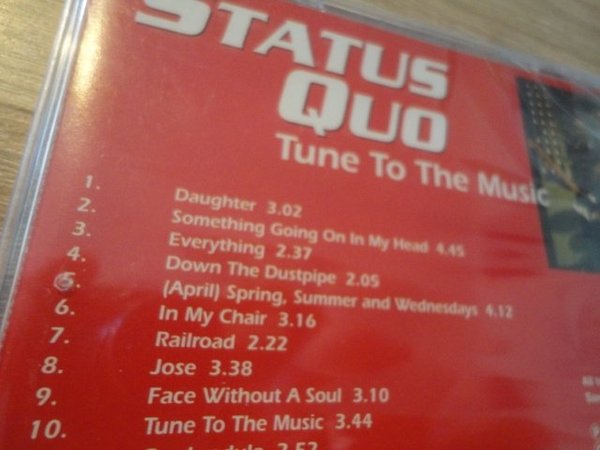 STATUS
QUO
Tune To The Music
1. Daughter 3.02
2. Something Going On In My Head 4.45
3. Everything 2.37
4. Down The Dustpipe 2.05
5. (April) Spring, Summer and Wednesdays 4.12
6. In My Chair 3.16
7. Railroad 2.22
8. Jose 3.38
9. Face Without A Soul 3.10
10. Tune To The Music 3.44